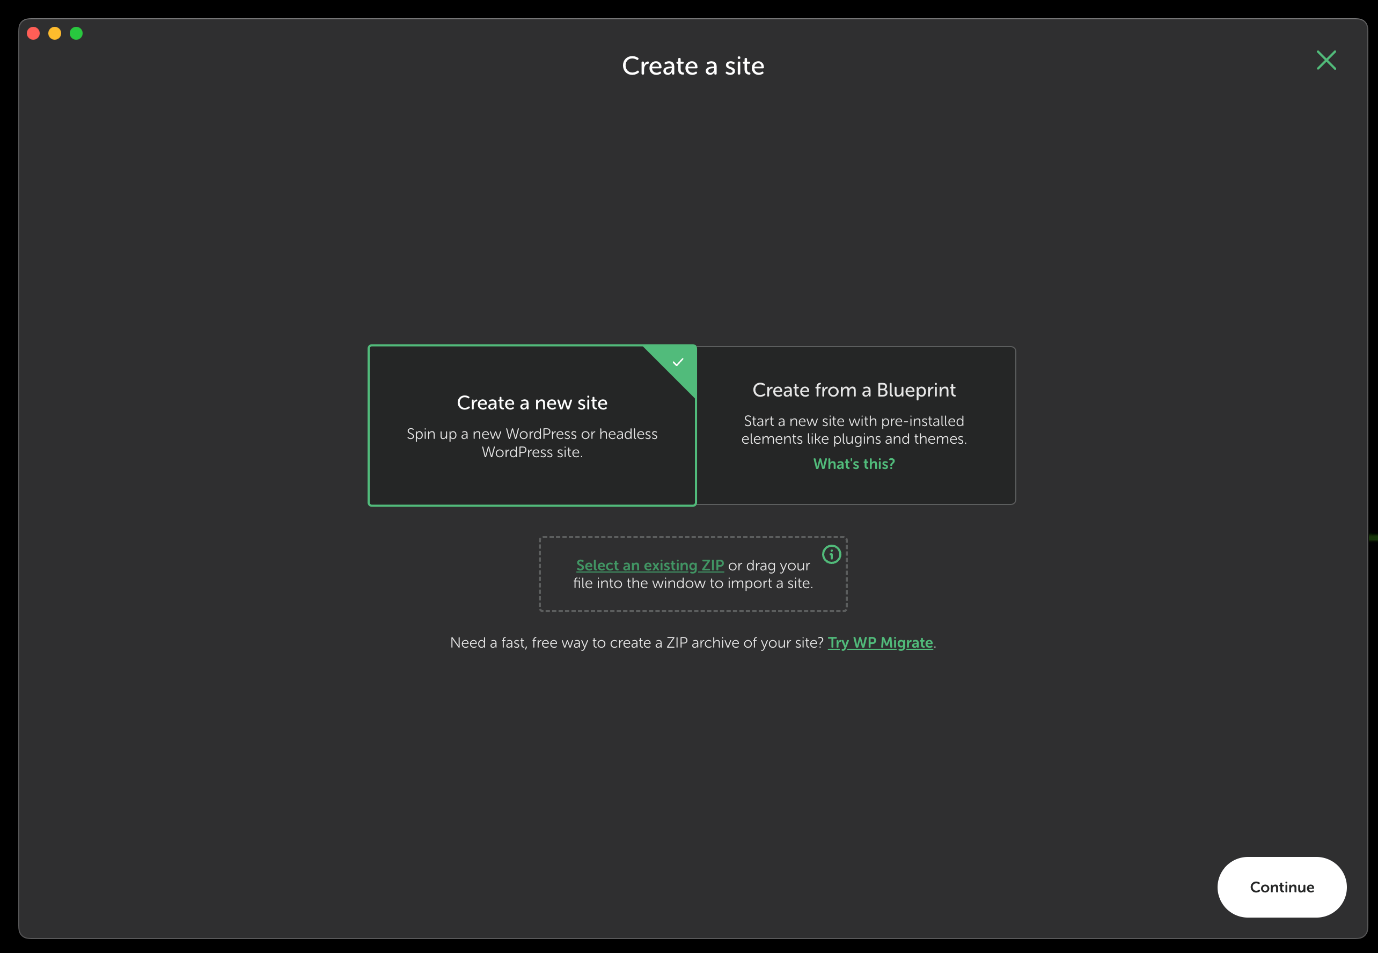 Create a site
Create a new site
Spin up a new WordPress or headless
WordPress site.
Create from a Blueprint
Start a new site with pre-installed
elements like plugins and themes.
What's this?
Select an existing ZIP or drag your
file into the window to import a site.
Need a fast, free way to create a ZIP archive of your site? Try WP Migrate.
Continue